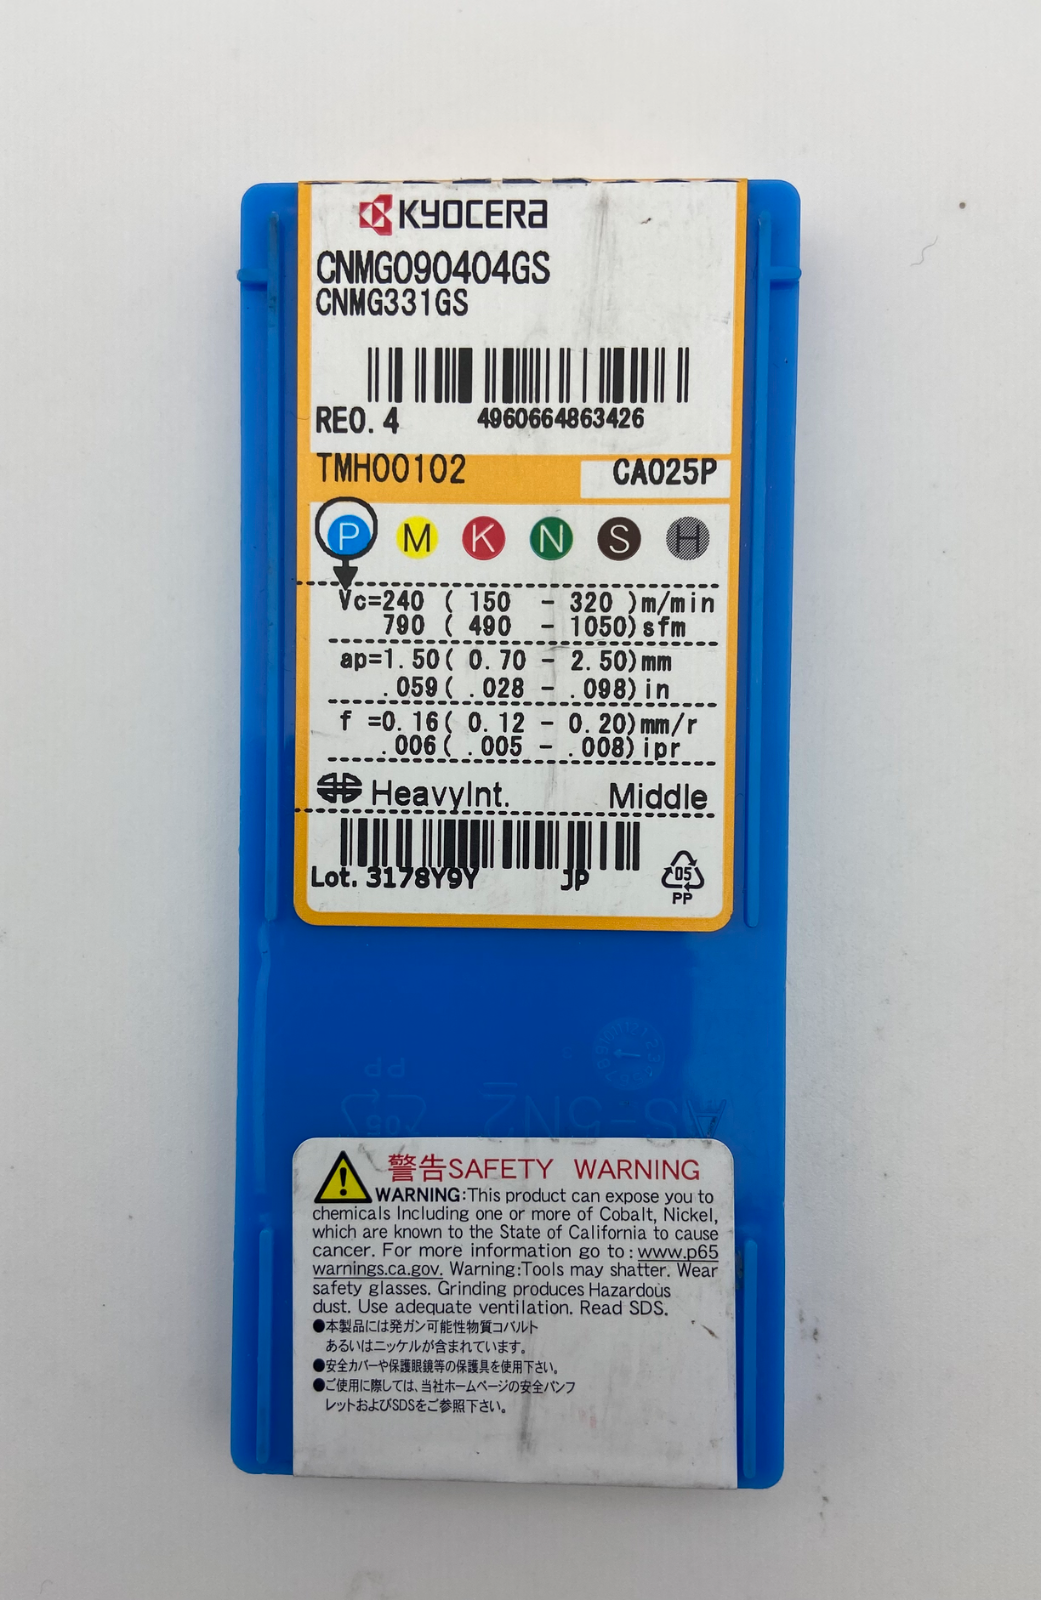 KYOCERA
CNMG090404GS
CNMG331GS
REO. 4 4960664863426
TMH00102 CA025P
P M K N S H
Vc=240 ( 150 - 320 )m/min
790 ( 490 - 1050)sfm
ap=1.50( 0.70 - 2.50)mm
.059( .028 - .098)in
f =0.16( 0.12 - 0.20)mm/r
.006( .005 - .008)ipr
HeavyInt. Middle
Lot. 3178Y9Y JP
05
PP
PP
05
AS-5N2
警告SAFETY WARNING
WARNING:This product can expose you to
chemicals Including one or more of Cobalt, Nickel,
which are known to the State of California to cause
cancer. For more information go to: www.p65
warnings.ca.gov. Warning:Tools may shatter. Wear
safety glasses. Grinding produces Hazardous
dust. Use adequate ventilation. Read SDS.
●本製品には発ガン可能性物質コバルト
あるいはニッケルが含まれています。
●安全カバーや保護眼鏡等の保護具を使用下さい。
●ご使用に際しては、当社ホームページの安全パンフ
レットおよびSDSをご参照下さい。